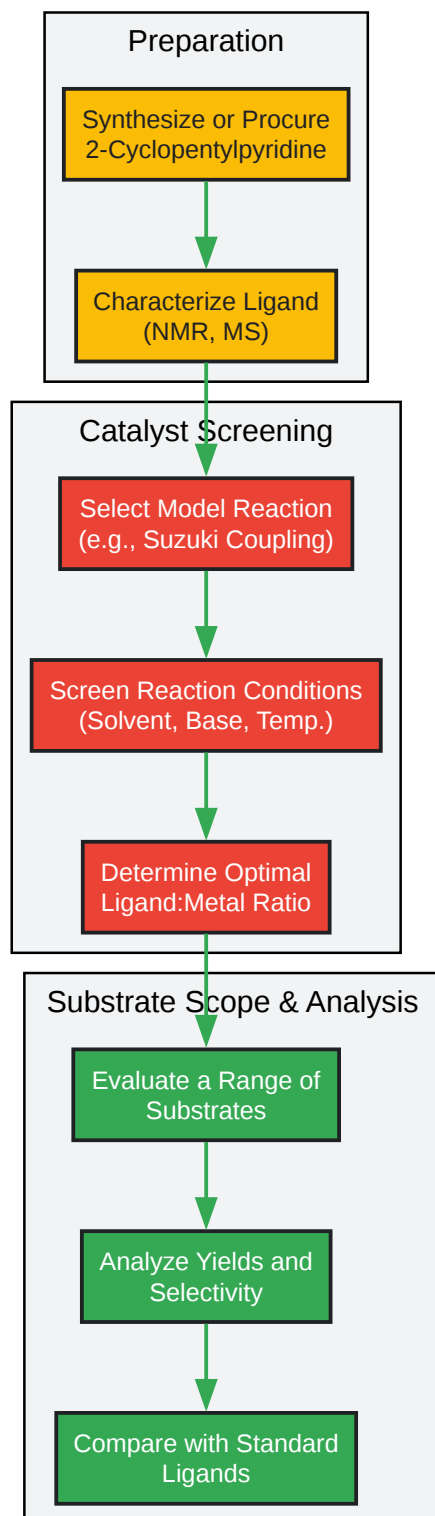 Preparation
Synthesize or Procure
2-Cyclopentylpyridine
Characterize Ligand
(NMR, MS)
Catalyst Screening
Select Model Reaction
(e.g., Suzuki Coupling)
Screen Reaction Conditions
(Solvent, Base, Temp.)
Determine Optimal
Ligand:Metal Ratio
Substrate Scope & Analysis
Evaluate a Range of
Substrates
Analyze Yields and
Selectivity
Compare with Standard
Ligands